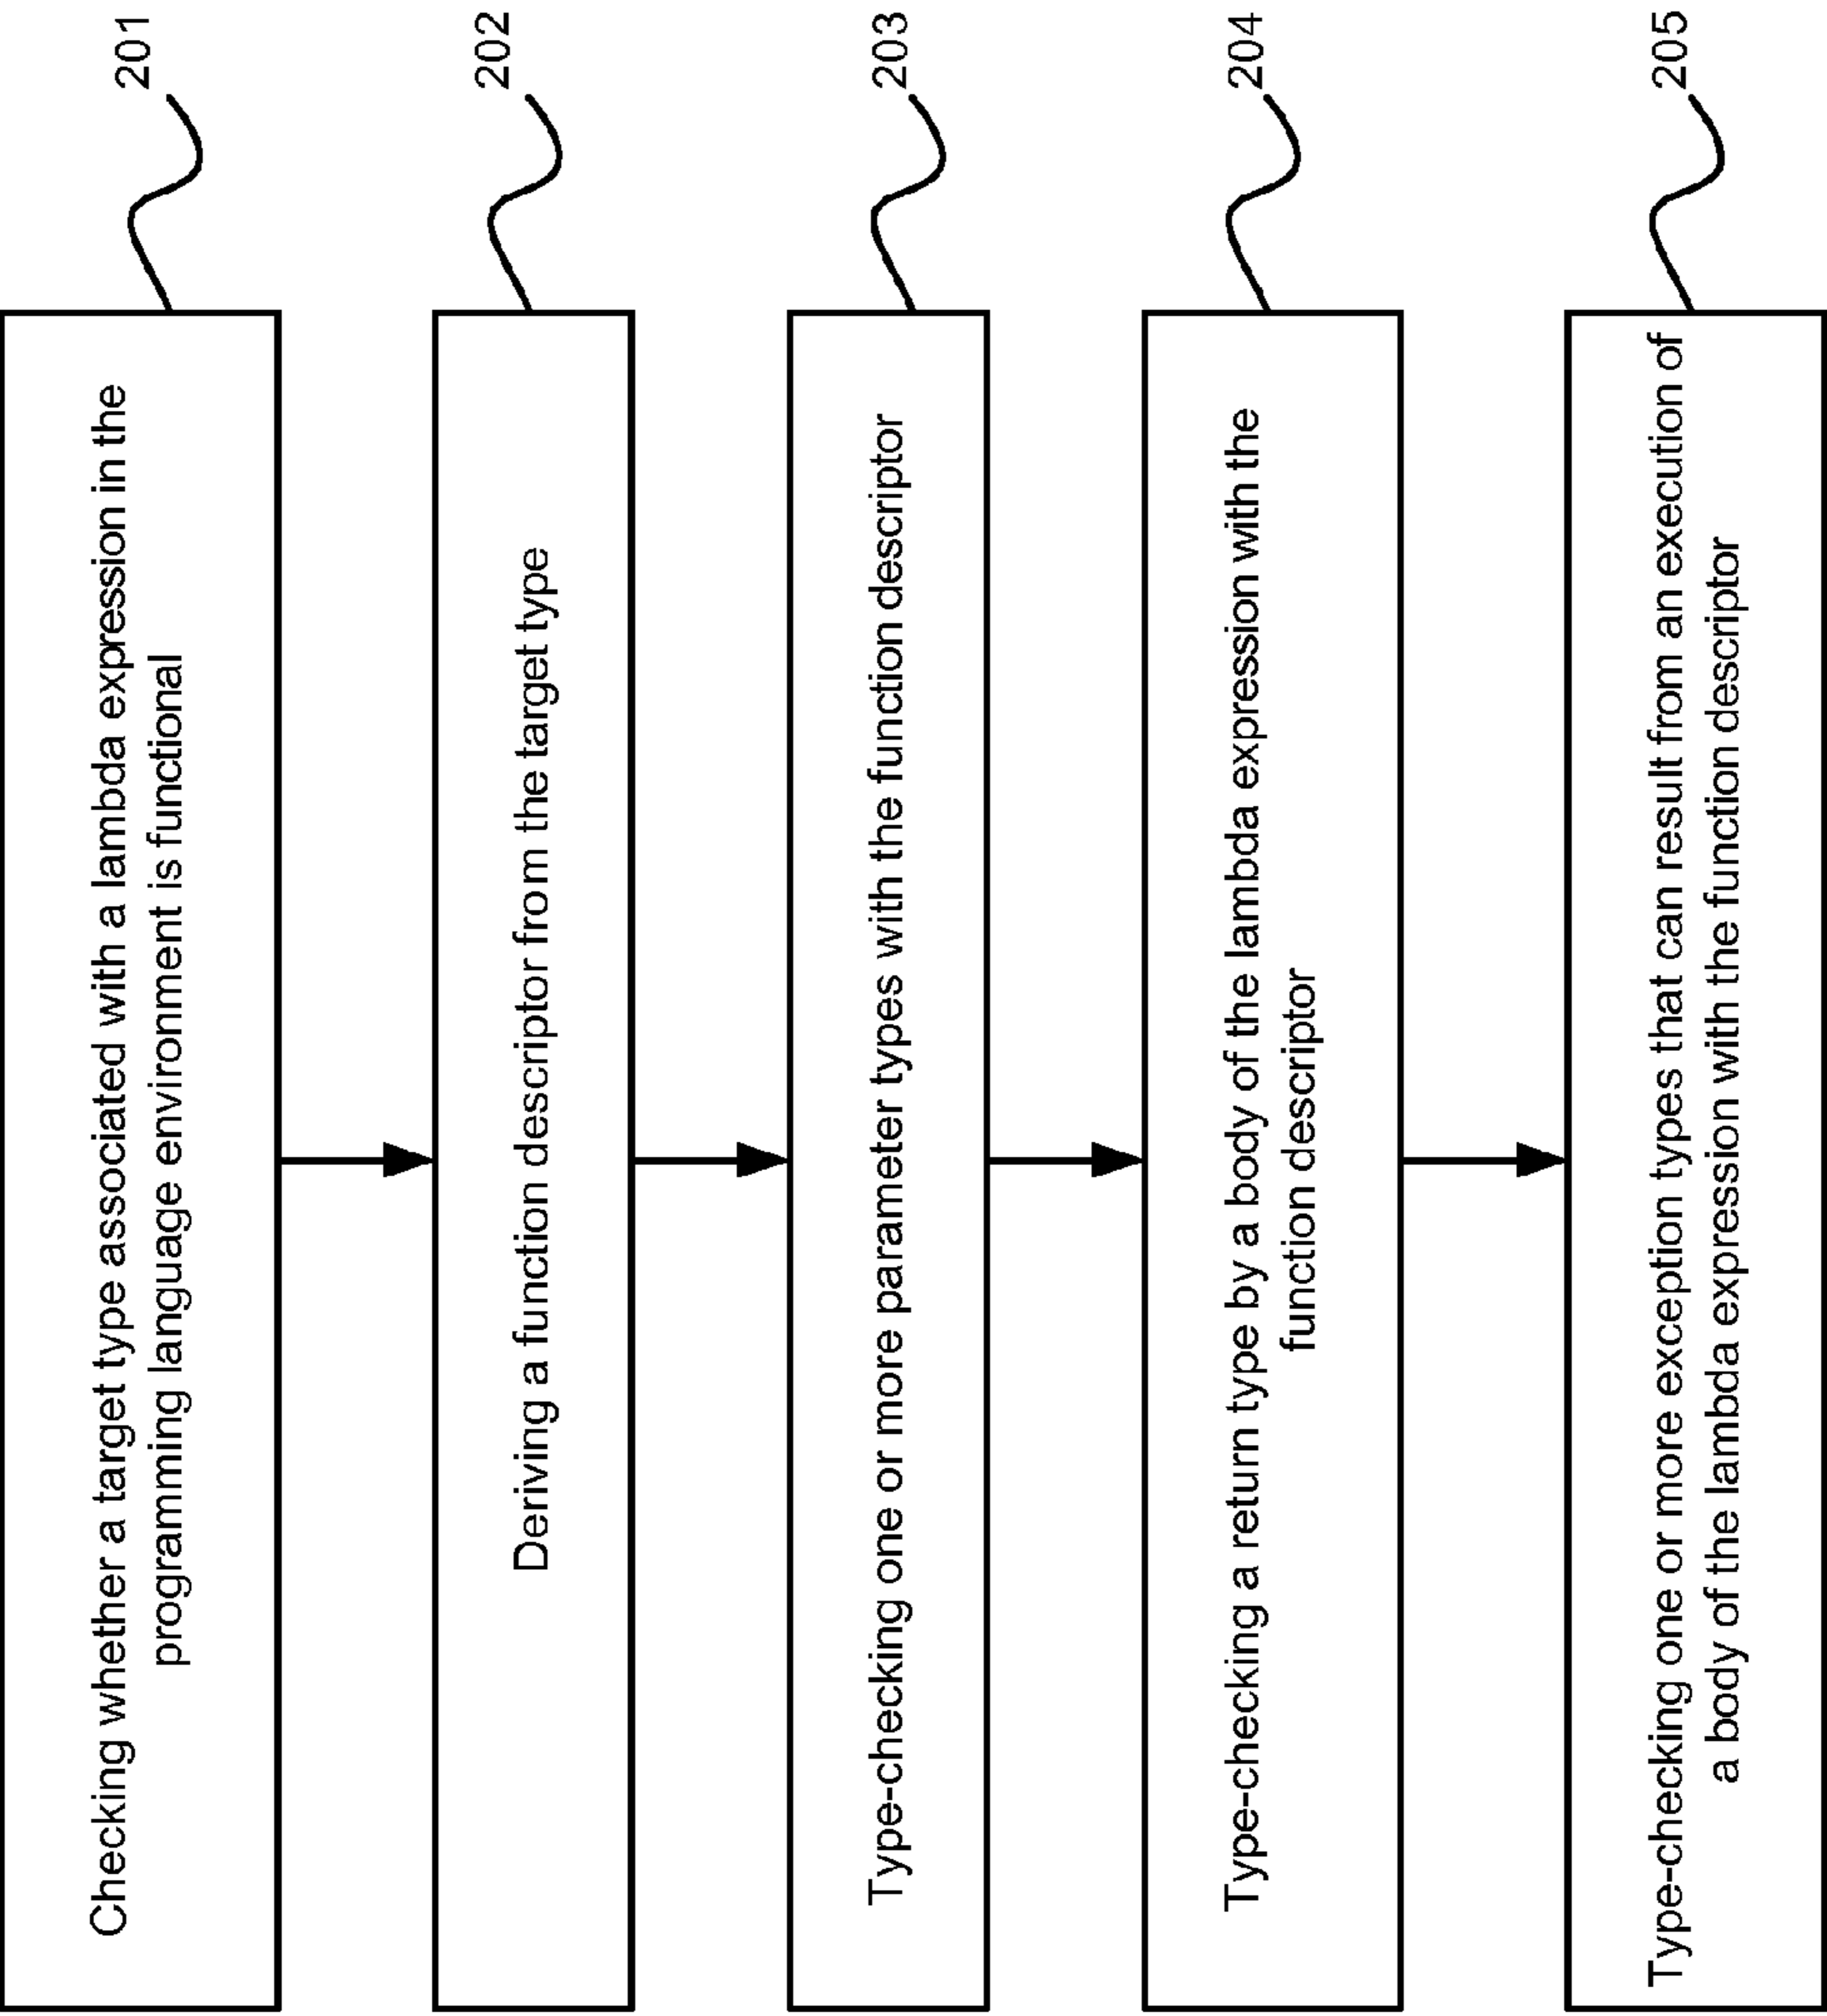 201
Checking whether a target type associated with a lambda expression in the
programming language environment is functional
202
Deriving a function descriptor from the target type
203
Type-checking one or more parameter types with the function descriptor
204
Type-checking a return type by a body of the lambda expression with the
function descriptor
205
Type-checking one or more exception types that can result from an execution of
a body of the lambda expression with the function descriptor